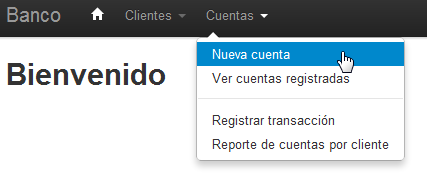 Banco Clientes Cuentas
Bienvenido
Nueva cuenta
Ver cuentas registradas
Registrar transacción
Reporte de cuentas por cliente